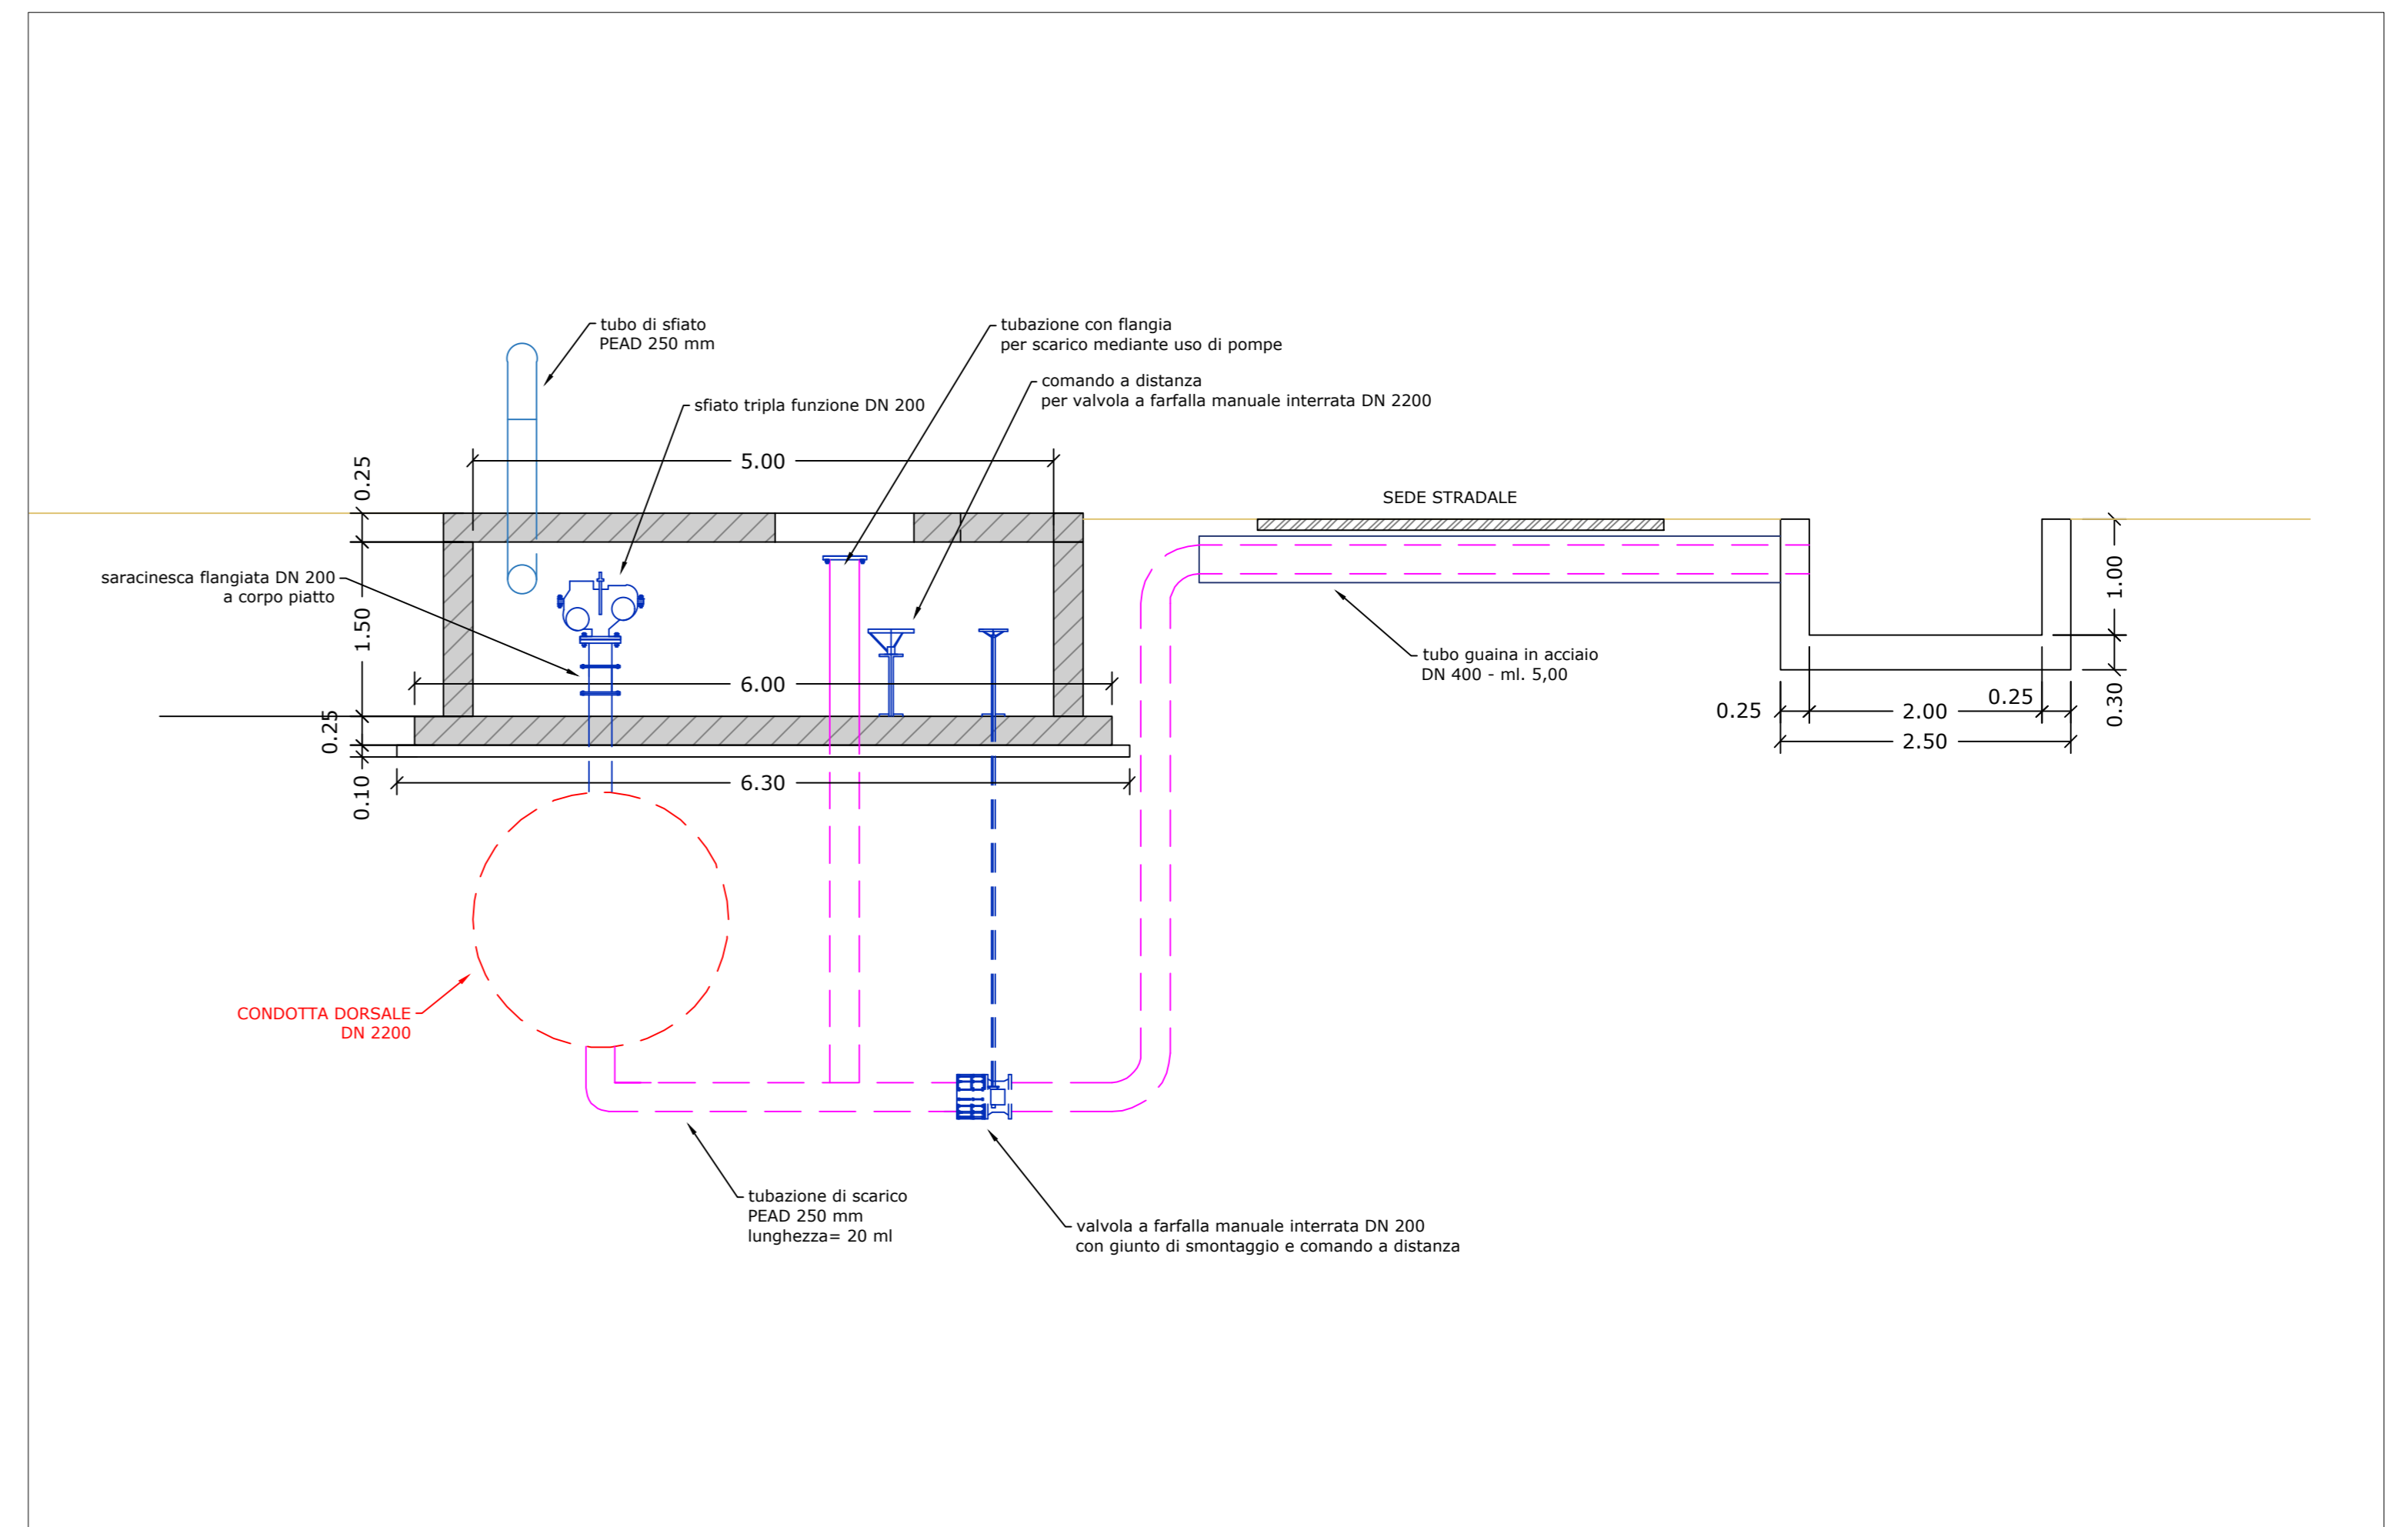 tubo di sfiato
PEAD 250 mm
tubazione con flangia
per scarico mediante uso di pompe
comando a distanza
per valvola a farfalla manuale interrata DN 2200
sfiato tripla funzione DN 200
5.00
0.25
SEDE STRADALE
saracinesca flangiata DN 200
a corpo piatto
1.50
1.00
tubo guaina in acciaio
DN 400 - ml. 5,00
6.00
0.25
0.25
2.00
0.25
0.30
2.50
6.30
0.10
CONDOTTA DORSALE
DN 2200
tubazione di scarico
PEAD 250 mm
lunghezza= 20 ml
valvola a farfalla manuale interrata DN 200
con giunto di smontaggio e comando a distanza